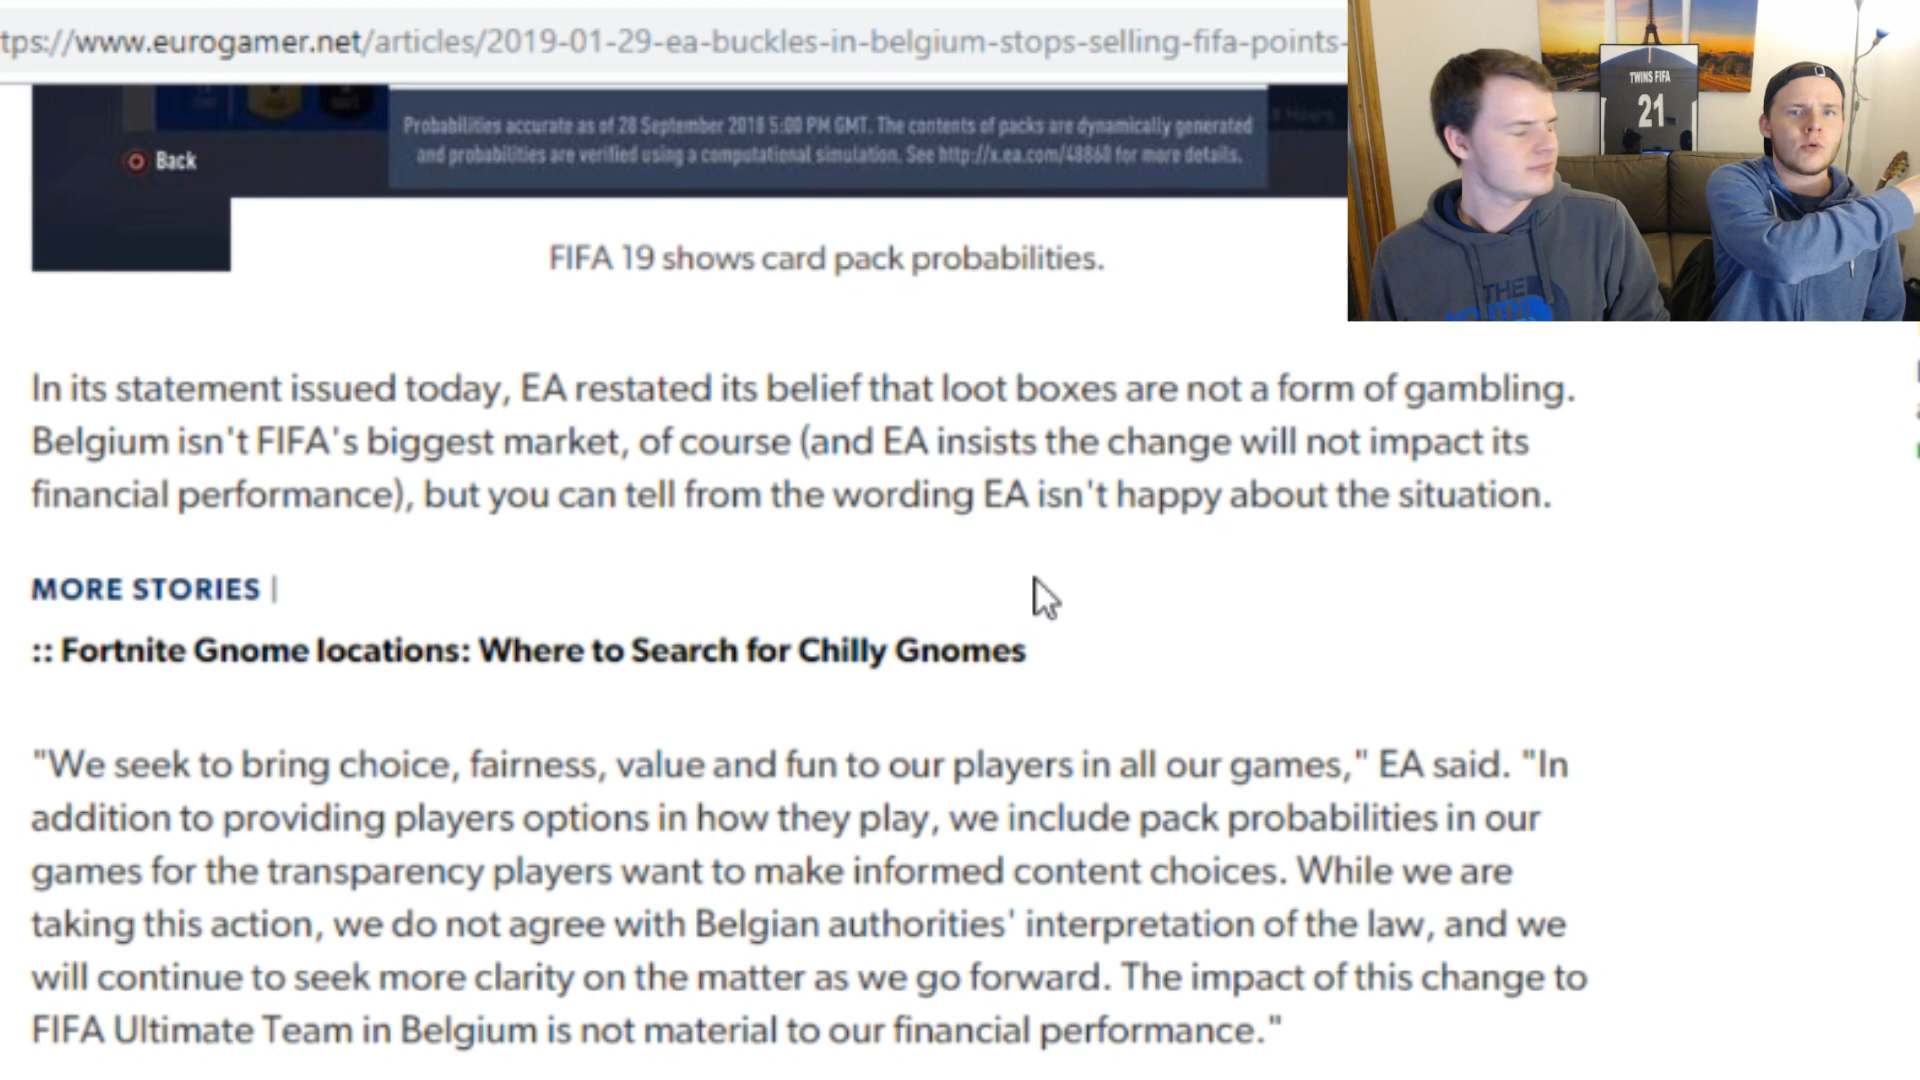 tps://www.eurogamer.net/articles/2019-01-29-ea-buckles-in-belgium-stops-selling-fifa-points-
TWINS FIFA
21
Probabilities accurate as of 28 September 2018 5:00 PM GMT. The contents of packs are dynamically generated
and probabilities are verified using a computational simulation. See http://x.ea.com/48860 for more details.
Back
FIFA 19 shows card pack probabilities.
THE
NORTH
In its statement issued today, EA restated its belief that loot boxes are not a form of gambling.
Belgium isn't FIFA's biggest market, of course (and EA insists the change will not impact its
financial performance), but you can tell from the wording EA isn't happy about the situation.
MORE STORIES |
:: Fortnite Gnome locations: Where to Search for Chilly Gnomes
"We seek to bring choice, fairness, value and fun to our players in all our games," EA said. "In
addition to providing players options in how they play, we include pack probabilities in our
games for the transparency players want to make informed content choices. While we are
taking this action, we do not agree with Belgian authorities' interpretation of the law, and we
will continue to seek more clarity on the matter as we go forward. The impact of this change to
FIFA Ultimate Team in Belgium is not material to our financial performance."